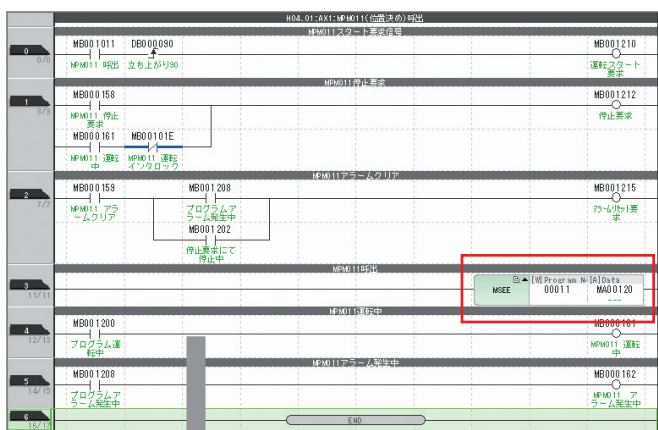 H04.01:AX1:MPM011(位置決め)呼出
MPM011スタート要求信号
0
0/0
MB001011 DB000090 MB001210
MPM011 呼出 立ち上がり90 運転スタート
要求
MPM011停止要求
1
3/3
MB000158 MB001212
MPM011 停止
要求
停止要求
MB000161 MB00101E
MPM011 運転
中
MPM011 運転
インタロック
MPM011アラームクリア
2
7/7
MB000159 MB001208 MB001215
MPM011 アラ
ームクリア
プログラムア
ラーム発生中
アラームリセット要
求
MB001202
停止要求にて
停止中
MPM011呼出
3
11/11
MSEE
[W]Program No [A]Data
00011 MA00120
---
MPM011運転中
4
12/13
MB001200 MB000161
プログラム運
転中
MPM011 運転
中
MPM011アラーム発生中
5
14/15
MB001208 MB000162
プログラムア
ラーム発生中
MPM011 ア
ラーム発生中
6
16/17
END